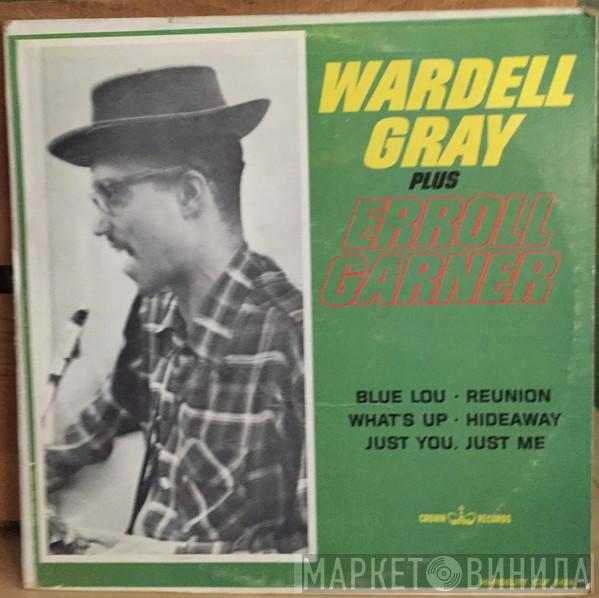 WARDELL
GRAY
PLUS
ERROLL
GARNER
BLUE LOU · REUNION
WHAT'S UP · HIDEAWAY
JUST YOU, JUST ME
CROWN RECORDS
МАРКЕТ ВИНИЛА